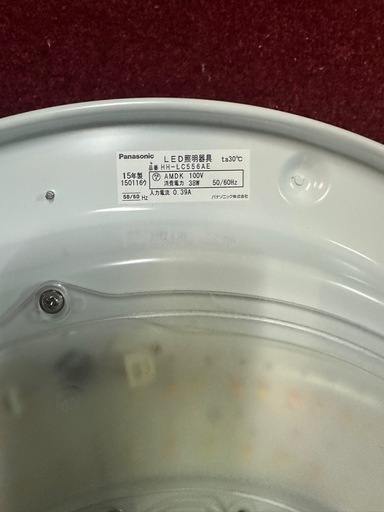 Panasonic LED照明器具 ta30℃
品番 HH-LC556AE
15年製 AMDK 100V
150116 消費電力 38W 50/60Hz
50/60 Hz 入力電流 0.39A
パナソニック株式会社